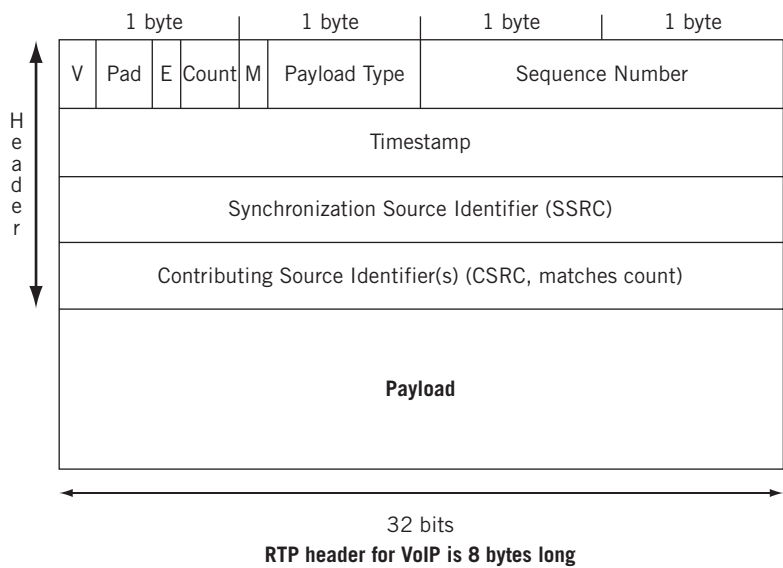 1 byte 1 byte 1 byte 1 byte
V Pad E Count M Payload Type Sequence Number
Header
Timestamp
Synchronization Source Identifier (SSRC)
Contributing Source Identifier(s) (CSRC, matches count)
Payload
32 bits
RTP header for VoIP is 8 bytes long